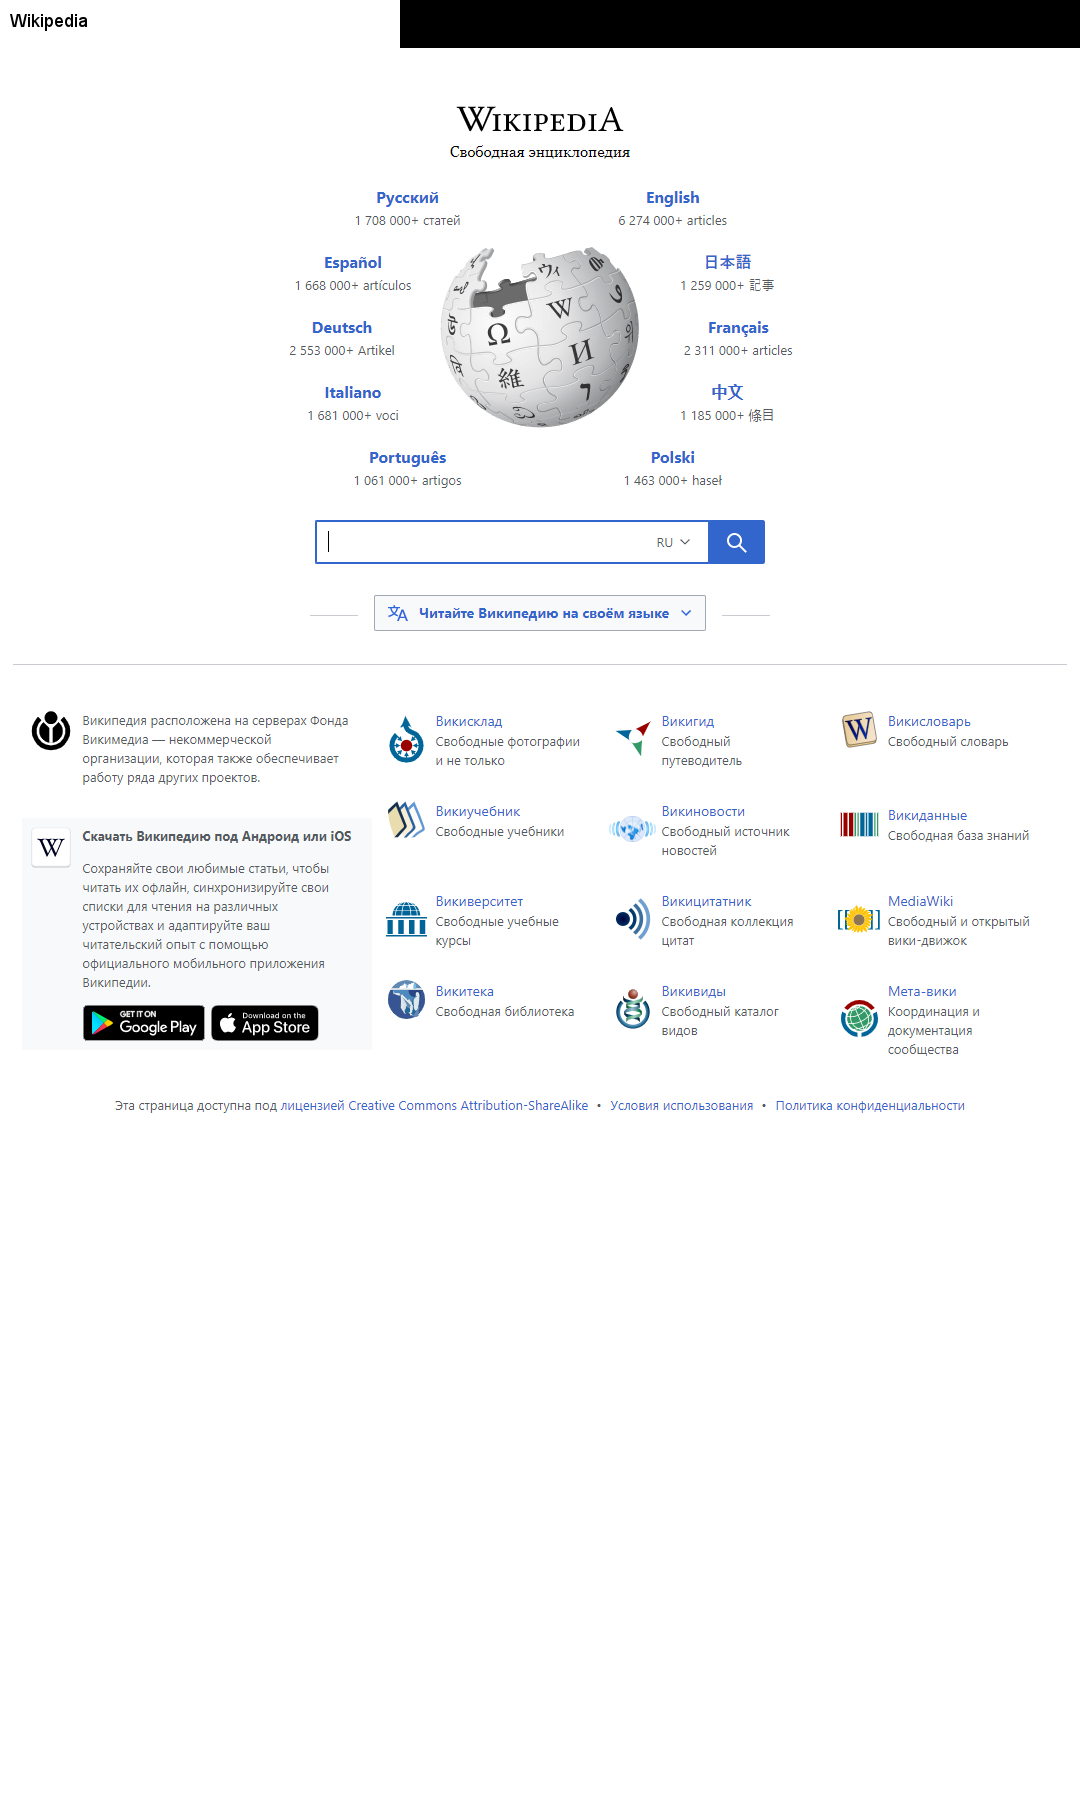 Wikipedia
WIKIPEDIA
Свободная энциклопедия
Русский
1 708 000+ статей
English
6 274 000+ articles
Español
1 668 000+ artículos
日本語
1 259 000+ 記事
Deutsch
2 553 000+ Artikel
Français
2 311 000+ articles
Italiano
1 681 000+ voci
中文
1 185 000+ 條目
Português
1 061 000+ artigos
Polski
1 463 000+ haseł
Ω
W
И
維
RU
Читайте Википедию на своём языке
Википедия расположена на серверах Фонда
Викимедиа — некоммерческой
организации, которая также обеспечивает
работу ряда других проектов.
W
Скачать Википедию под Андроид или iOS
Сохраняйте свои любимые статьи, чтобы
читать их офлайн, синхронизируйте свои
списки для чтения на различных
устройствах и адаптируйте ваш
читательский опыт с помощью
официального мобильного приложения
Википедии.
GET IT ON
Google Play
Download on the
App Store
Викисклад
Свободные фотографии
и не только
Викигид
Свободный
путеводитель
W
Викисловарь
Свободный словарь
Викиучебник
Свободные учебники
Викиновости
Свободный источник
новостей
Викиданные
Свободная база знаний
Викиверситет
Свободные учебные
курсы
Викицитатник
Свободная коллекция
цитат
MediaWiki
Свободный и открытый
вики-движок
Викитека
Свободная библиотека
Викивиды
Свободный каталог
видов
Мета-вики
Координация и
документация
сообщества
Эта страница доступна под лицензией Creative Commons Attribution-ShareAlike • Условия использования • Политика конфиденциальности